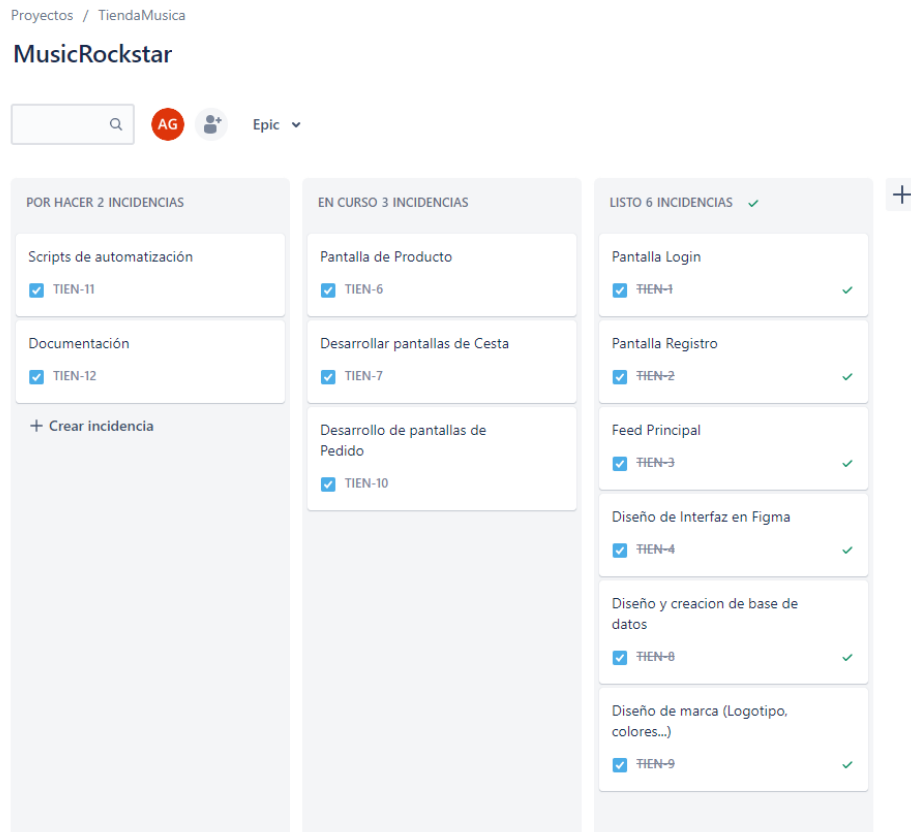 Proyectos / TiendaMusica
MusicRockstar
AG
Epic
POR HACER 2 INCIDENCIAS
Scripts de automatización
TIEN-11
Documentación
TIEN-12
+ Crear incidencia
EN CURSO 3 INCIDENCIAS
Pantalla de Producto
TIEN-6
Desarrollar pantallas de Cesta
TIEN-7
Desarrollo de pantallas de
Pedido
TIEN-10
LISTO 6 INCIDENCIAS
Pantalla Login
TIEN-1
Pantalla Registro
TIEN-2
Feed Principal
TIEN-3
Diseño de Interfaz en Figma
TIEN-4
Diseño y creacion de base de
datos
TIEN-8
Diseño de marca (Logotipo,
colores...)
TIEN-9